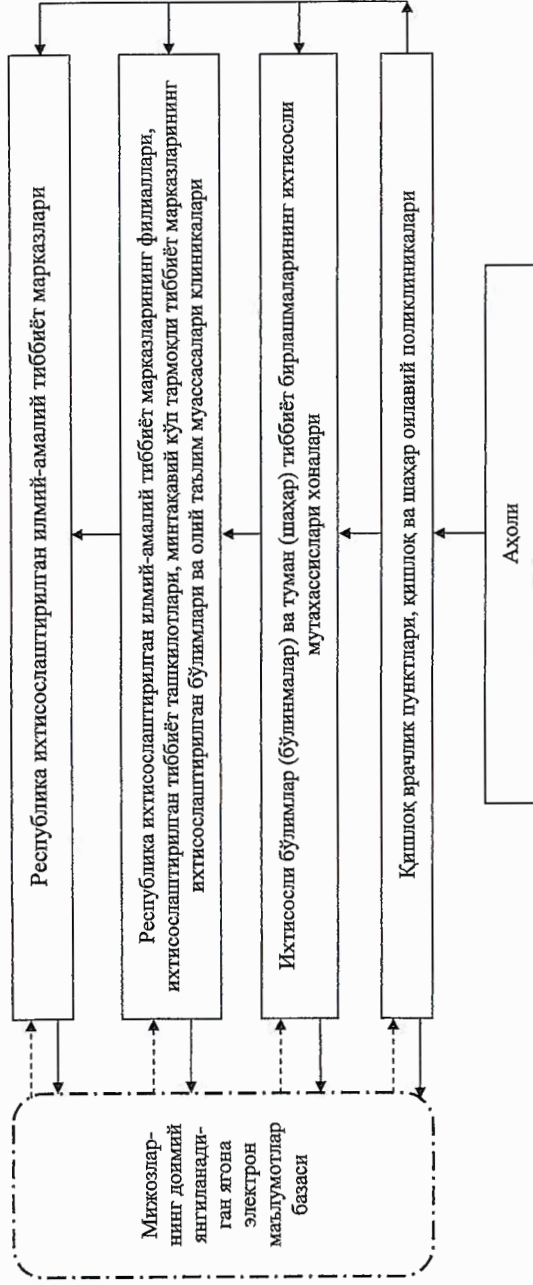 Республика ихтисослаштирилган илмий-амалий тиббиёт марказлари
Республика ихтисослаштирилган илмий-амалий тиббиёт марказларининг филиаллари,
ихтисослаштирилган тиббиёт ташкилотлари, минтақавий кўп тармоқли тиббиёт марказларининг
ихтисослаштирилган бўлимлари ва олий таълим муассасалари клиникалари
Ихтисосли бўлимлар (бўлинмалар) ва туман (шаҳар) тиббиёт бирлашмаларининг ихтисосли
мутахассислари хоналари
Қишлоқ врачлик пунктлари, қишлоқ ва шаҳар оилавий поликлиникалари
Аҳоли
Мижозлар-
нинг доимий
янгиланади-
ган ягона
электрон
маълумотлар
базаси